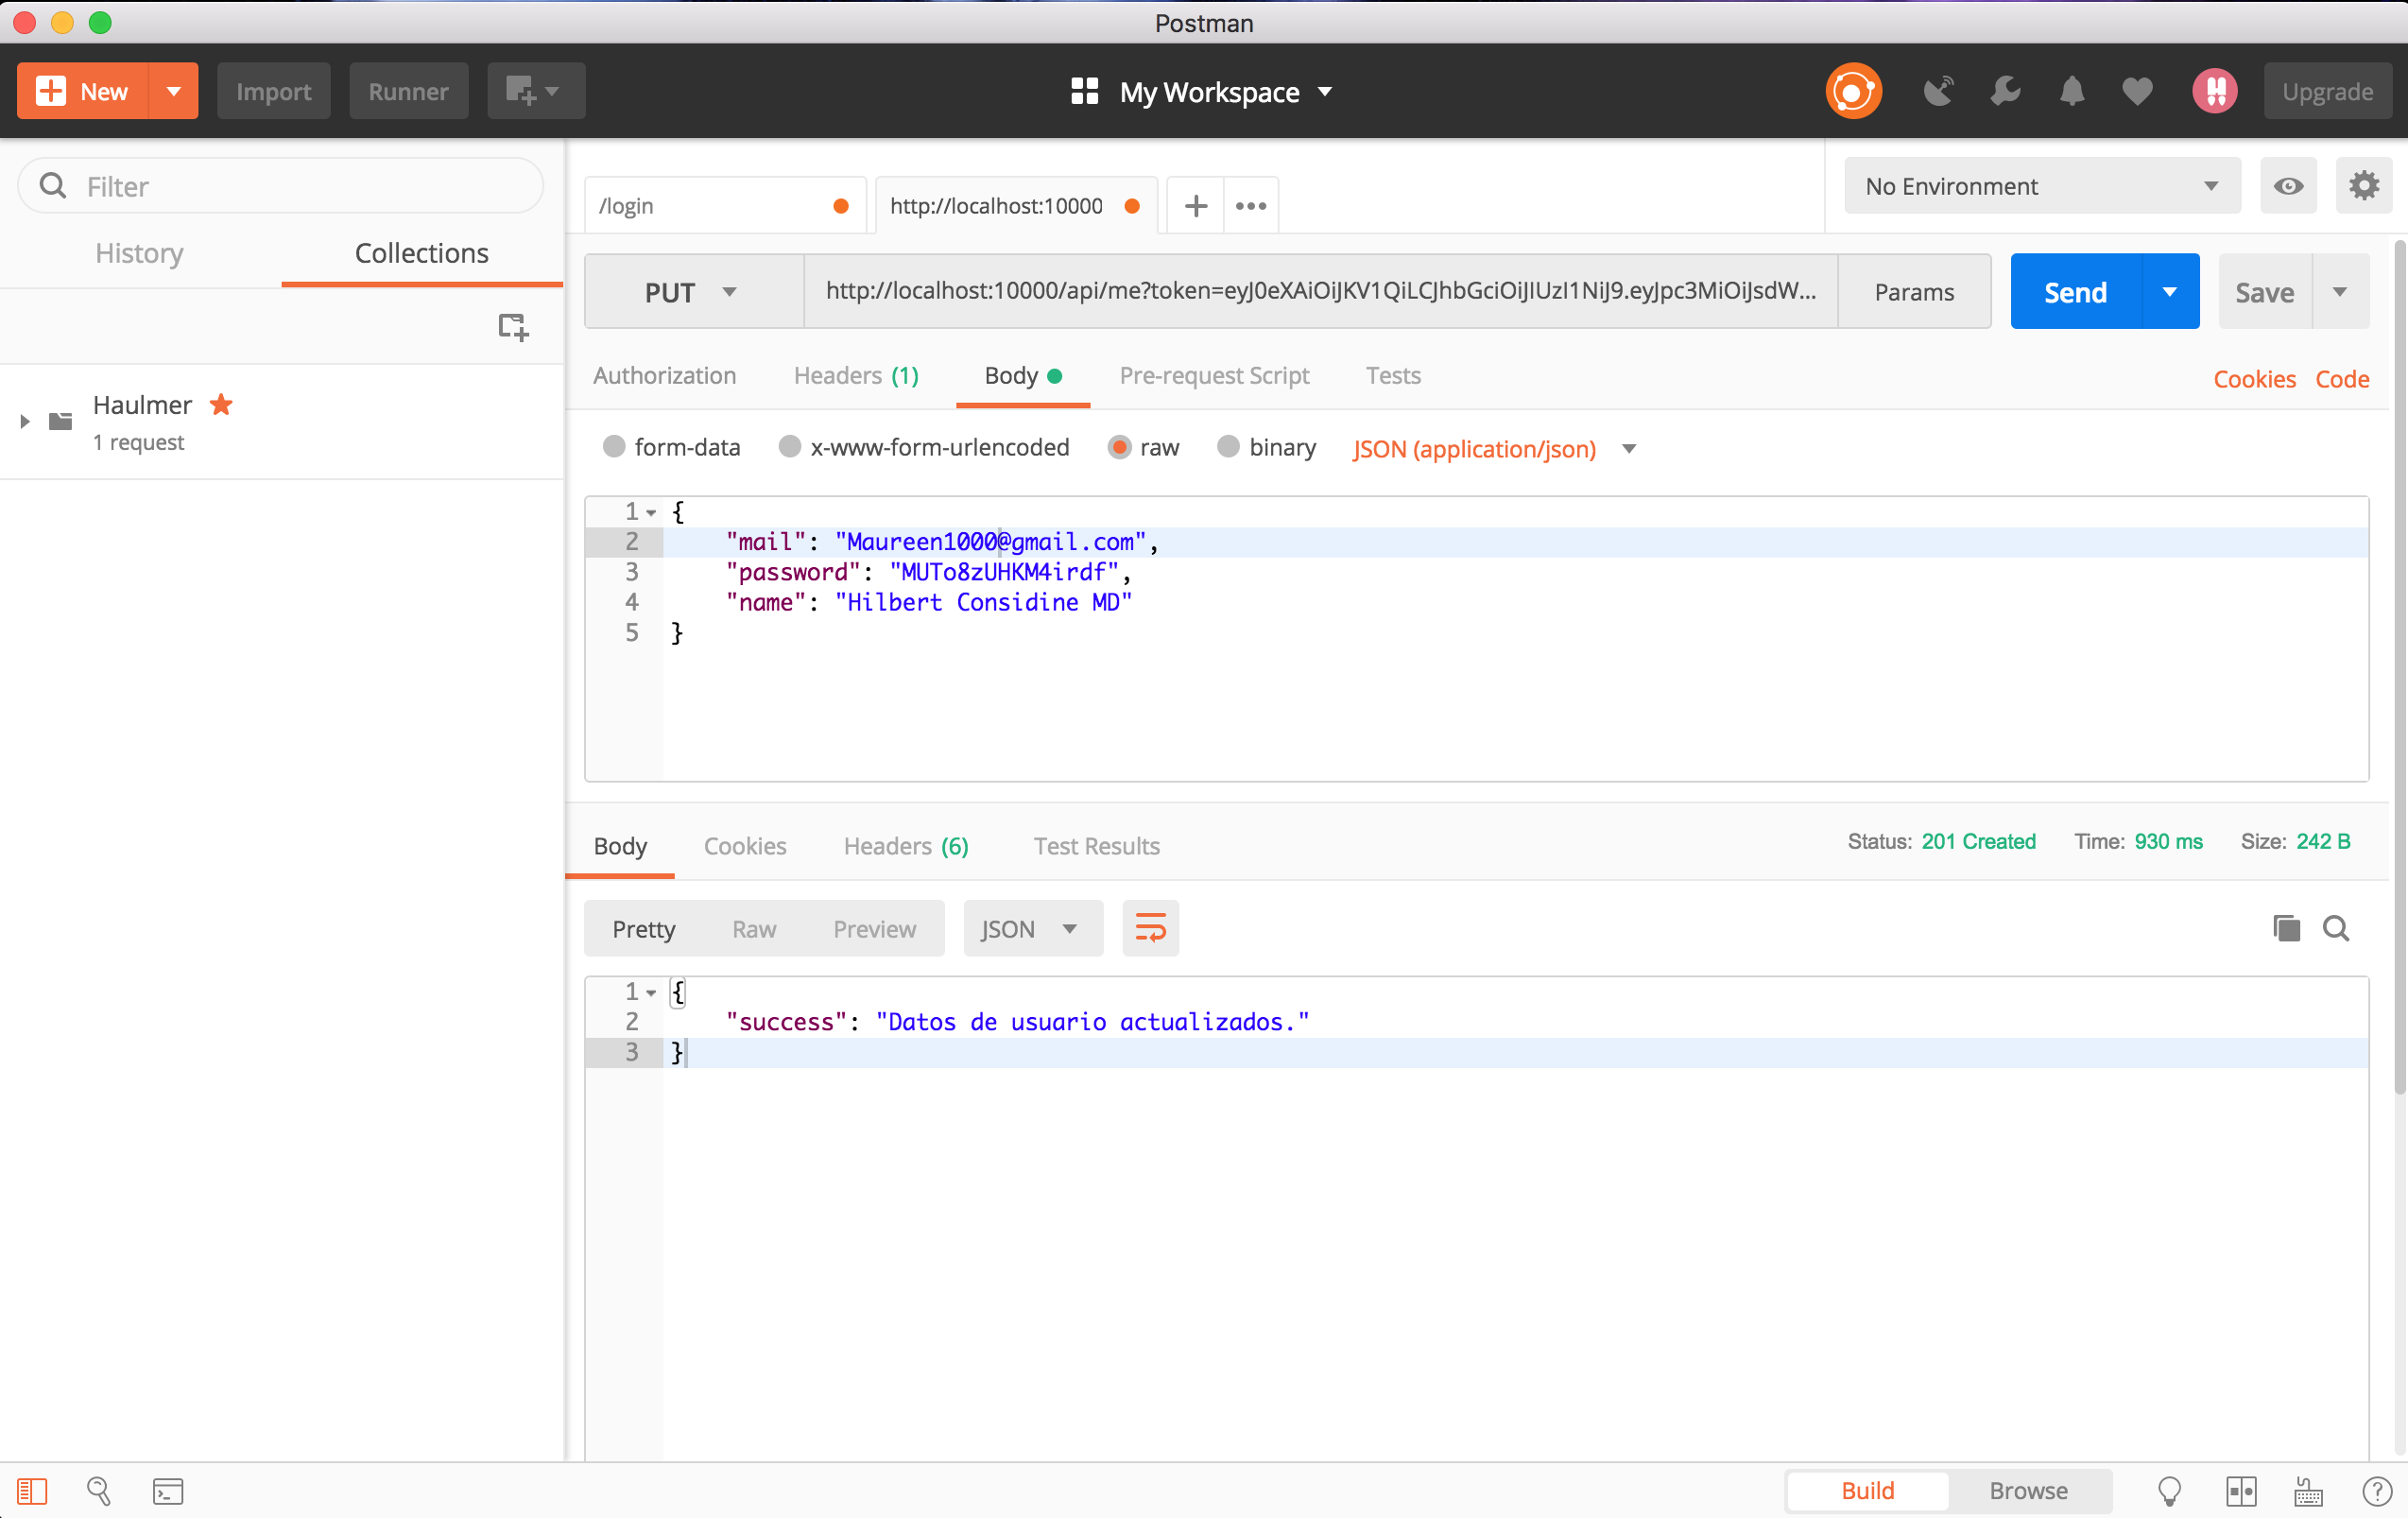 Postman
New
Import
Runner
My Workspace
Upgrade
Filter
History
Collections
Haulmer
1 request
/login
http://localhost:10000
No Environment
PUT
http://localhost:10000/api/me?token=eyJ0eXAiOiJKV1QiLCJhbGciOiJIUzI1NiJ9.eyJpc3MiOiJsdW...
Params
Send
Save
Authorization
Headers (1)
Body
Pre-request Script
Tests
Cookies
Code
form-data
x-www-form-urlencoded
raw
binary
JSON (application/json)
1 {
2 "mail": "Maureen1000@gmail.com",
3 "password": "MUTo8zUHKM4irdf",
4 "name": "Hilbert Considine MD"
5 }
Body
Cookies
Headers (6)
Test Results
Status: 201 Created
Time: 930 ms
Size: 242 B
Pretty
Raw
Preview
JSON
1 {
2 "success": "Datos de usuario actualizados."
3 }
Build
Browse